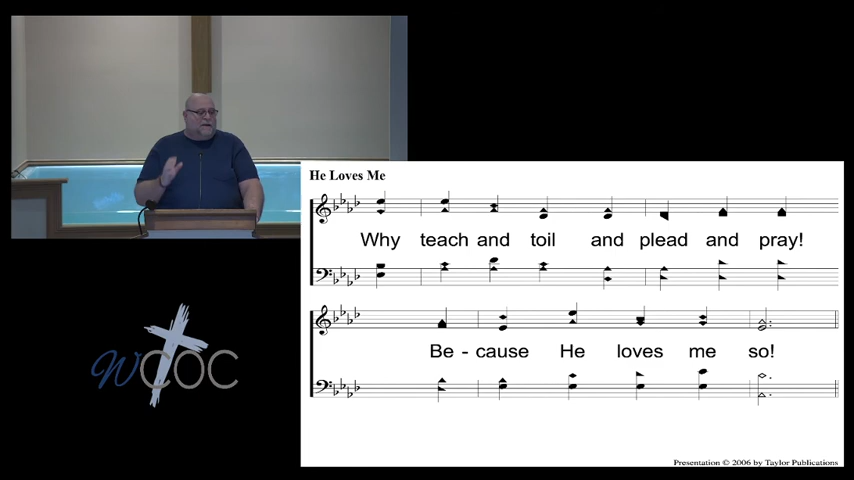 He Loves Me
Why teach and toil and plead and pray!
Be - cause He loves me so!
WCOC
Presentation © 2006 by Taylor Publications